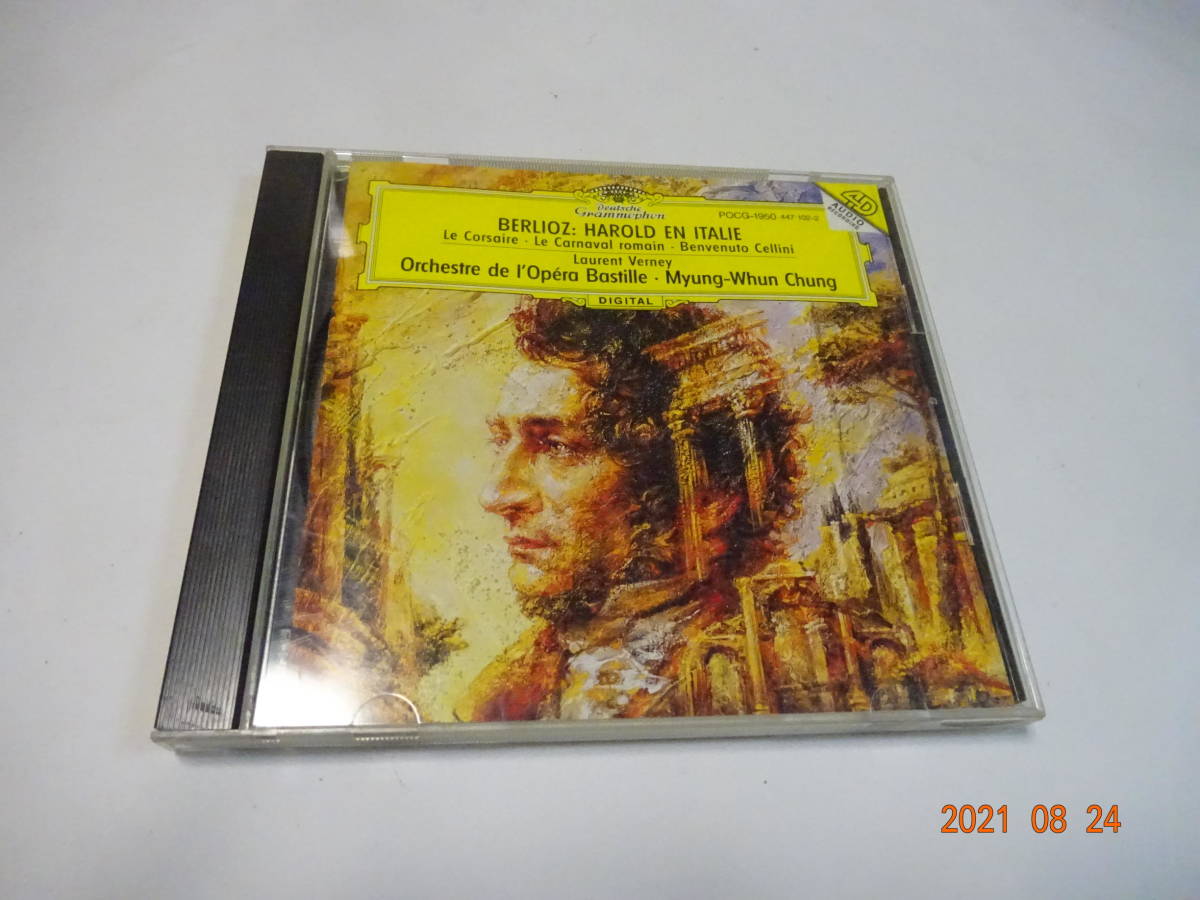 Deutsche
Grammophon
POCG-1950 447 102-2
4D
AUDIO
RECORDING
BERLIOZ: HAROLD EN ITALIE
Le Corsaire · Le Carnaval romain · Benvenuto Cellini
Laurent Verney
Orchestre de l'Opéra Bastille · Myung-Whun Chung
DIGITAL
2021 08 24